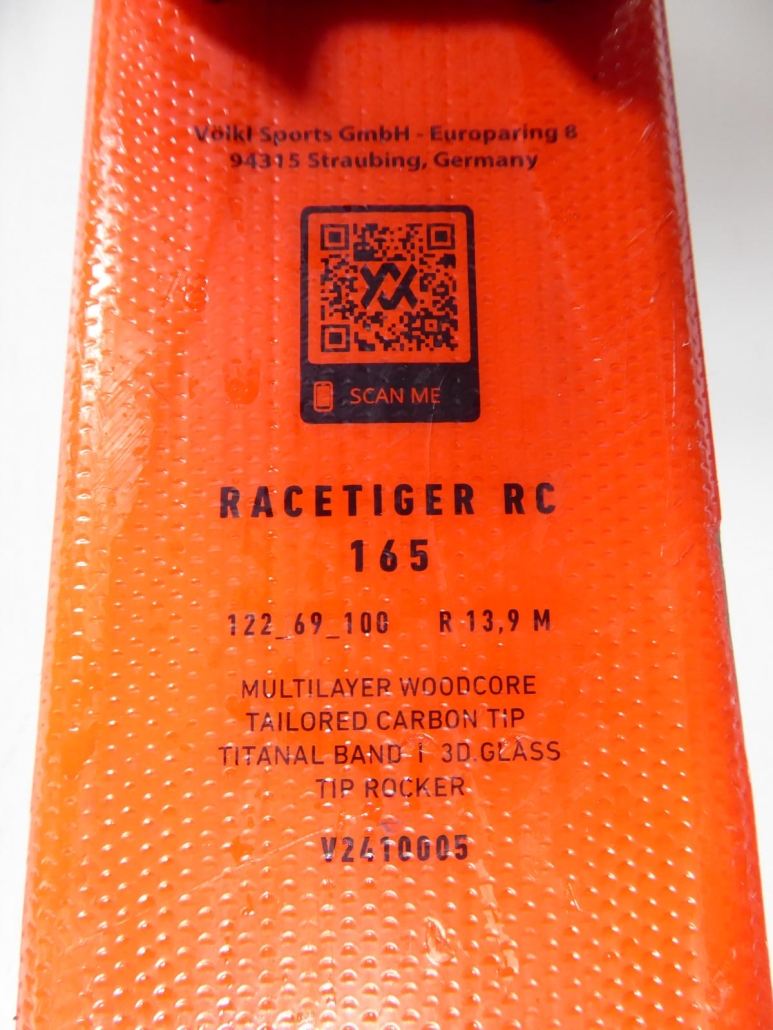 Völkl Sports GmbH - Europaring 8
94315 Straubing, Germany
SCAN ME
RACETIGER RC
165
122_69_100 R 13,9 M
MULTILAYER WOODCORE
TAILORED CARBON TIP
TITANAL BAND | 3D.GLASS
TIP ROCKER
V2410005